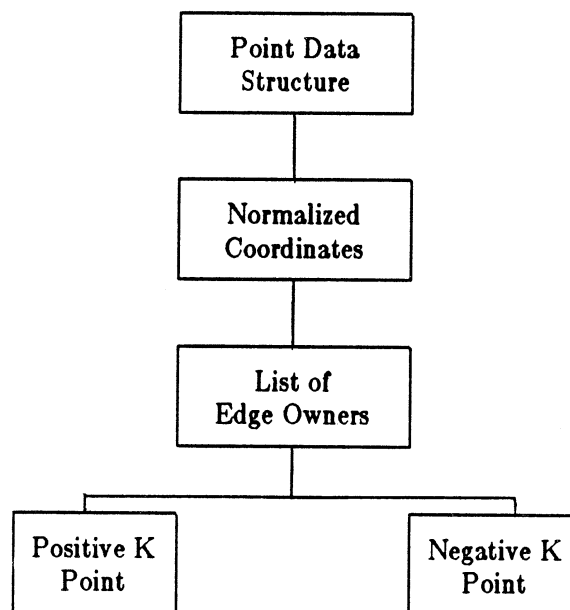 Point Data
Structure
Normalized
Coordinates
List of
Edge Owners
Positive K
Point
Negative K
Point